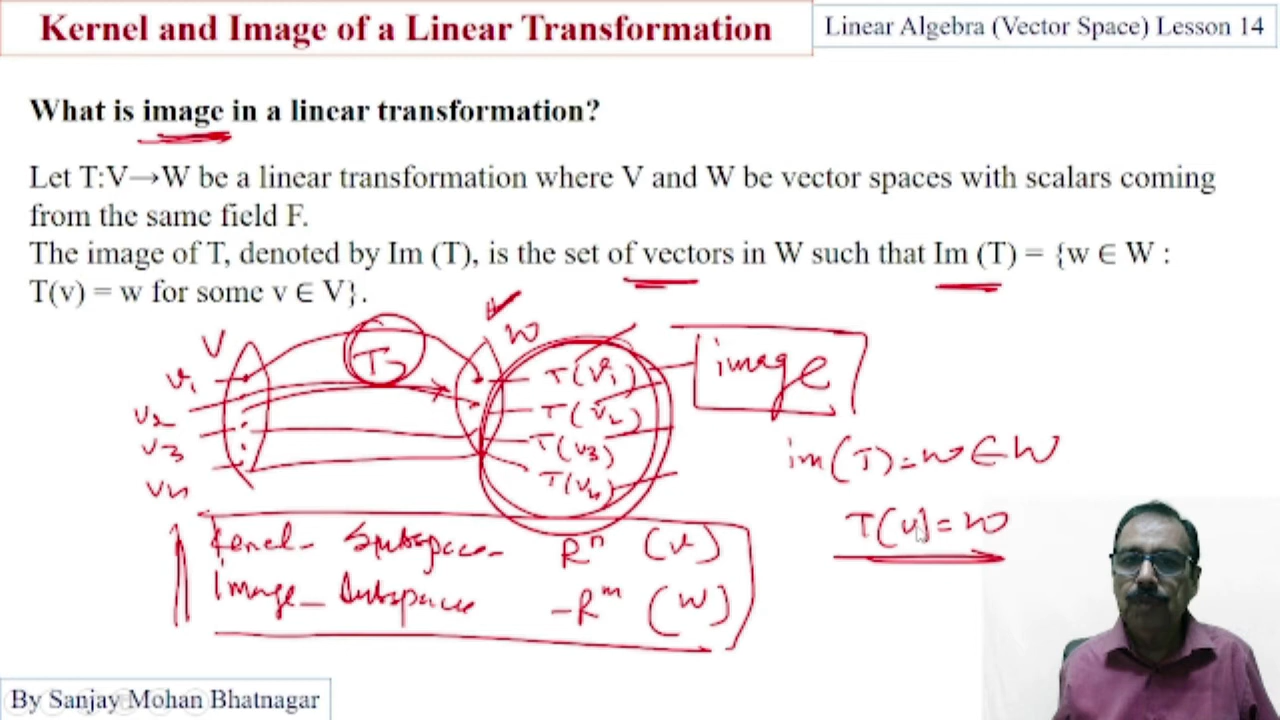 Kernel and Image of a Linear Transformation
Linear Algebra (Vector Space) Lesson 14
What is image in a linear transformation?
Let T:V→W be a linear transformation where V and W be vector spaces with scalars coming
from the same field F.
The image of T, denoted by Im (T), is the set of vectors in W such that Im (T) = {w ∈ W :
T(v) = w for some v ∈ V}.
V
T
w
v1
v2
v3
vn
T(v1)
T(v2)
T(v3)
T(vn)
image
im(T)=w∈W
T(v)=w
Kernel- Subspace- R^n (V)
Image- Subspace -R^m (W)
By Sanjay Mohan Bhatnagar